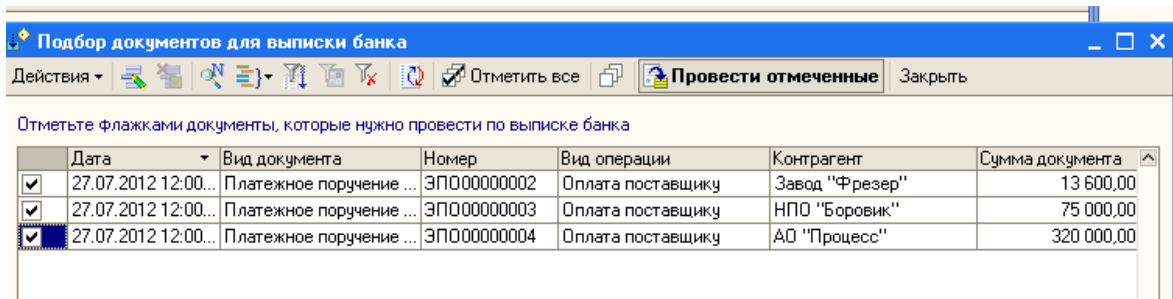 Подбор документов для выписки банка
Действия Отметить все Провести отмеченные Закрыть
Отметьте флажками документы, которые нужно провести по выписке банка
Дата Вид документа Номер Вид операции Контрагент Сумма документа
27.07.2012 12:00... Платежное поручение ... ЭПО00000002 Оплата поставщику Завод "Фрезер" 13 600,00
27.07.2012 12:00... Платежное поручение ... ЭПО00000003 Оплата поставщику НПО "Боровик" 75 000,00
27.07.2012 12:00... Платежное поручение ... ЭПО00000004 Оплата поставщику АО "Процесс" 320 000,00